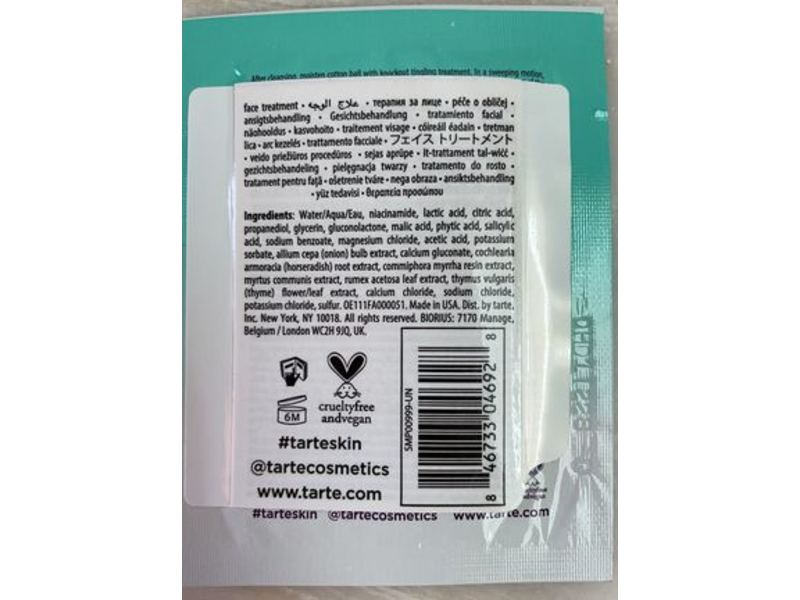 After cleansing, moisten cotton ball with knockout tingling treatment. In a sweeping motion,
face treatment • علاج الوجه • терапия за лице • péče o obličej •
ansigtsbehandling • Gesichtsbehandlung • tratamiento facial •
näohooldus • kasvohoito • traitement visage • cóireáil éadain • tretman
lica • arc kezelés • trattamento facciale • フェイス トリートメント
• veido priežiūros procedūros • sejas aprūpe • it-trattament tal-wiċċ •
gezichtsbehandeling • pielęgnacja twarzy • tratamento do rosto •
tratament pentru față • ošetrenie tváre • nega obraza • ansiktsbehandling
• yüz tedavisi • θεραπεία προσώπου
Ingredients: Water/Aqua/Eau, niacinamide, lactic acid, citric acid,
propanediol, glycerin, gluconolactone, malic acid, phytic acid, salicylic
acid, sodium benzoate, magnesium chloride, acetic acid, potassium
sorbate, allium cepa (onion) bulb extract, calcium gluconate, cochlearia
armoracia (horseradish) root extract, commiphora myrrha resin extract,
myrtus communis extract, rumex acetosa leaf extract, thymus vulgaris
(thyme) flower/leaf extract, calcium chloride, sodium chloride,
potassium chloride, sulfur. OE111FA0000S1. Made in USA. Dist. by tarte,
Inc. New York, NY 10018. All rights reserved. BIORIUS: 7170 Manage,
Belgium / London WC2H 9JQ, UK.
6M
crueltyfree
andvegan
#tarteskin
@tartecosmetics
www.tarte.com
SMP00999-UN
8 46733 04692 8
crueltyfree
andvegan
#tarteskin @tartecosmetics www.tarte.com